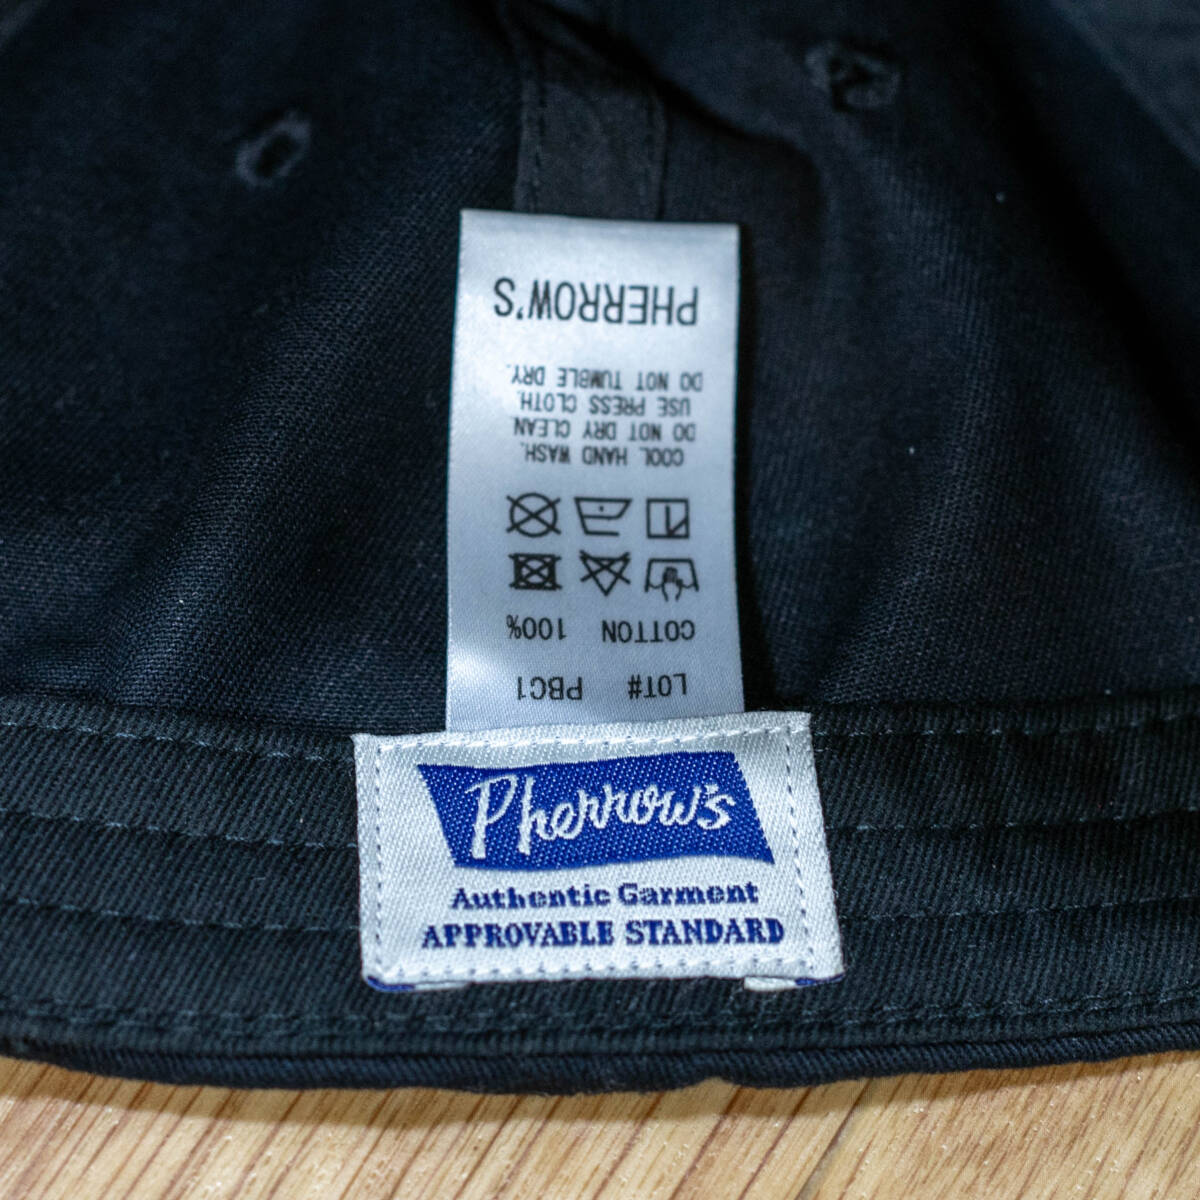 PHERROW'S
DO NOT TUMBLE DRY.
USE PRESS CLOTH.
DO NOT DRY CLEAN
COOL HAND WASH.
COTTON 100%
LOT# PBC1
Pherrow's
Authentic Garment
APPROVABLE STANDARD